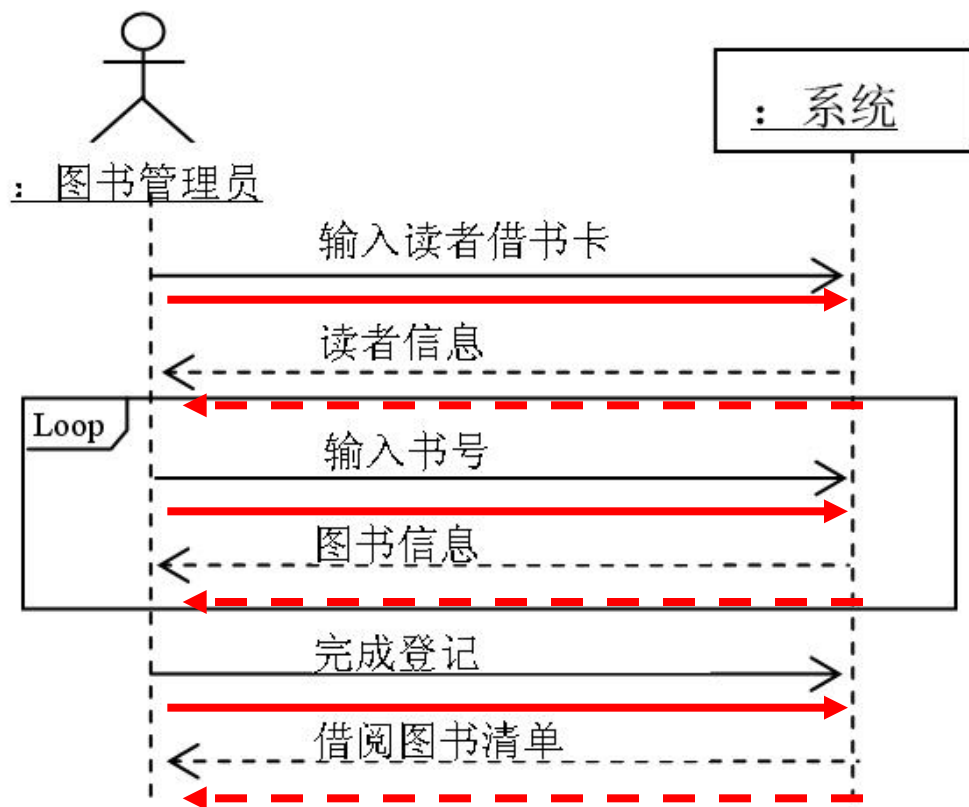 ：系统
：图书管理员
输入读者借书卡
读者信息
Loop
输入书号
图书信息
完成登记
借阅图书清单